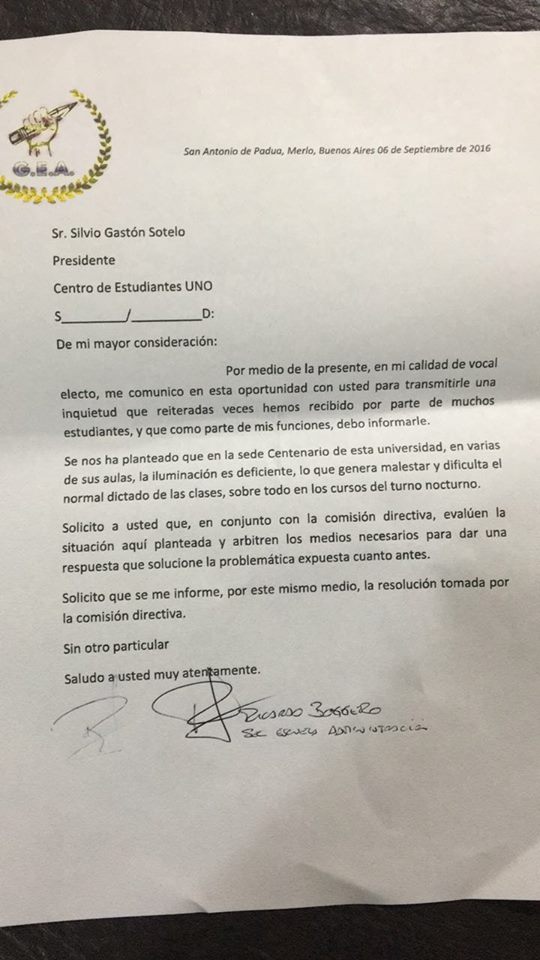 G.E.A.
San Antonio de Padua, Merlo, Buenos Aires 06 de Septiembre de 2016
Sr. Silvio Gastón Sotelo
Presidente
Centro de Estudiantes UNO
S_________/__________D:
De mi mayor consideración:
Por medio de la presente, en mi calidad de vocal
electo, me comunico en esta oportunidad con usted para transmitirle una
inquietud que reiteradas veces hemos recibido por parte de muchos
estudiantes, y que como parte de mis funciones, debo informarle.
Se nos ha planteado que en la sede Centenario de esta universidad, en varias
de sus aulas, la iluminación es deficiente, lo que genera malestar y dificulta el
normal dictado de las clases, sobre todo en los cursos del turno nocturno.
Solicito a usted que, en conjunto con la comisión directiva, evalúen la
situación aquí planteada y arbitren los medios necesarios para dar una
respuesta que solucione la problemática expuesta cuanto antes.
Solicito que se me informe, por este mismo medio, la resolución tomada por
la comisión directiva.
Sin otro particular
Saludo a usted muy atentamente.
RICARDO BOGGERO
ESCUELA ADMINISTRACIÓN